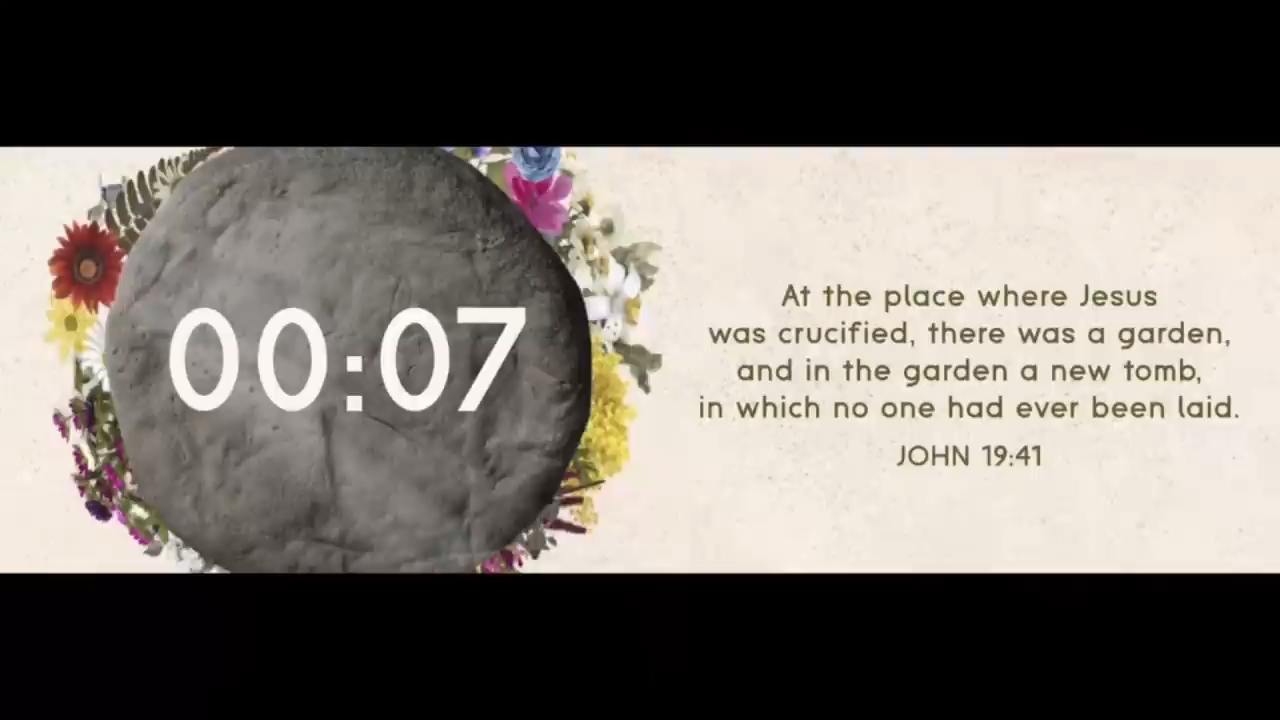 00:07
At the place where Jesus
was crucified, there was a garden,
and in the garden a new tomb,
in which no one had ever been laid.
JOHN 19:41